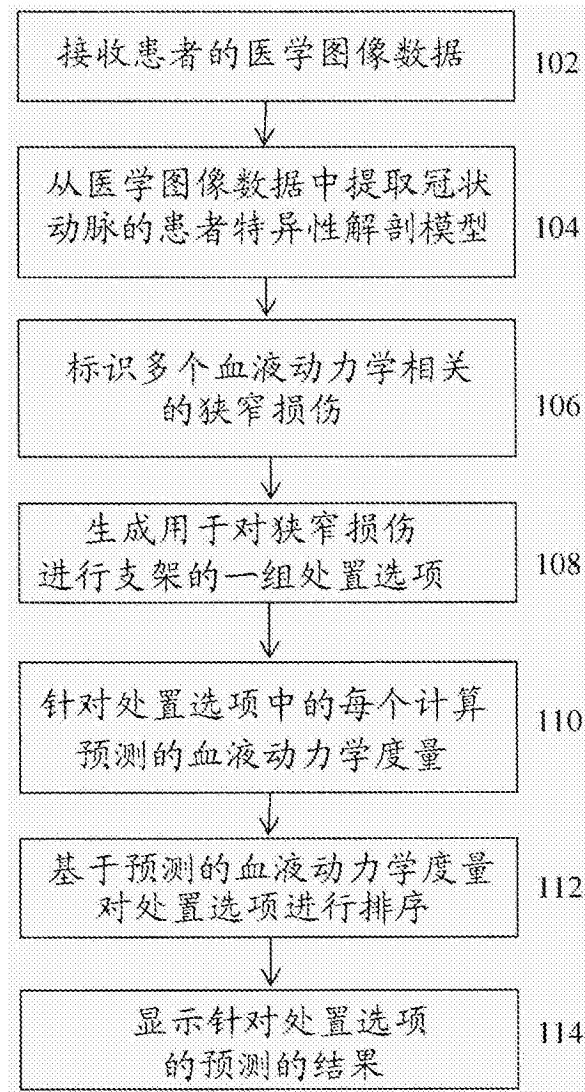 接收患者的医学图像数据
102
从医学图像数据中提取冠状
动脉的患者特异性解剖模型
104
标识多个血液动力学相关
的狭窄损伤
106
生成用于对狭窄损伤
进行支架的一组处置选项
108
针对处置选项中的每个计算
预测的血液动力学度量
110
基于预测的血液动力学度量
对处置选项进行排序
112
显示针对处置选项
的预测的结果
114